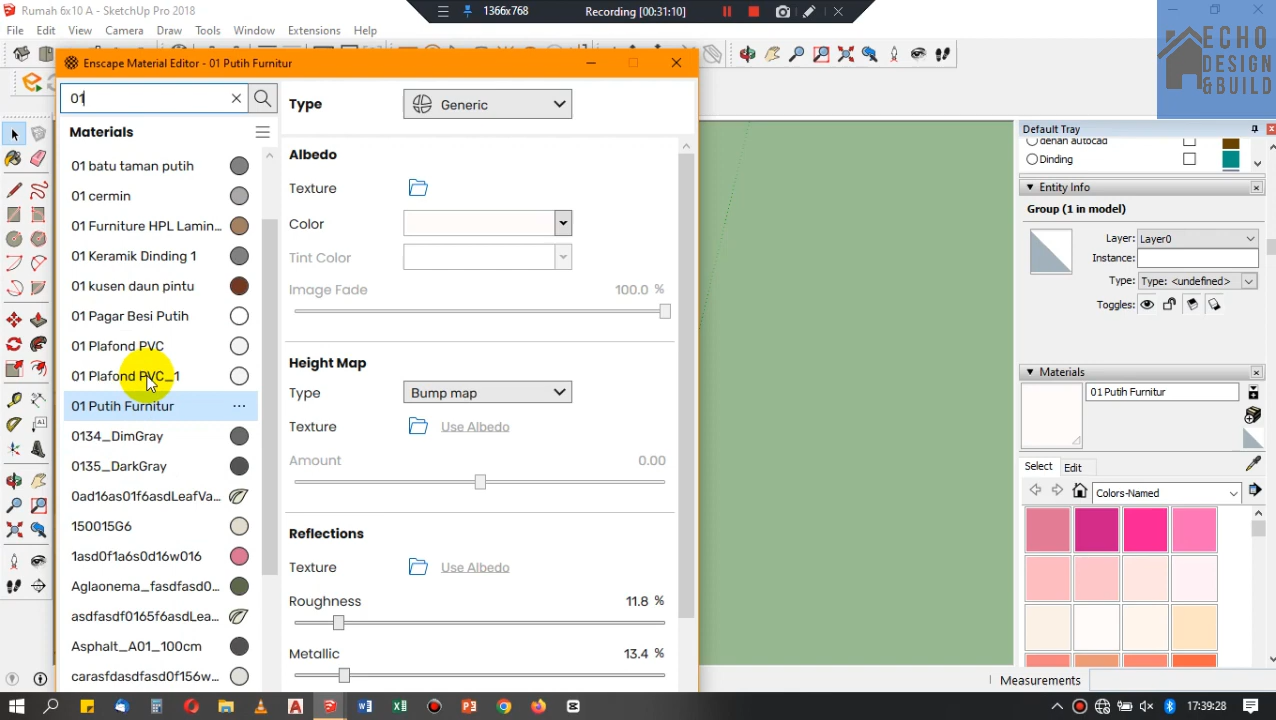 Rumah 6x10 A - SketchUp Pro 2018
1366x768
Recording [00:31:10]
ECHO
DESIGN
&BUILD
File
Edit
View
Camera
Draw
Tools
Window
Extensions
Help
Enscape Material Editor - 01 Putih Furnitur
01
Materials
01 batu taman putih
01 cermin
01 Furniture HPL Lamin...
01 Keramik Dinding 1
01 kusen daun pintu
01 Pagar Besi Putih
01 Plafond PVC
01 Plafond PVC_1
01 Putih Furnitur
0134_DimGray
0135_DarkGray
0ad16as01f6asdLeafVa...
150015G6
1asd0f1a6s0d16w016
Aglaonema_fasdfasd0...
asdfasdf0165f6asdLea...
Asphalt_A01_100cm
carasfdasdfasd0f156w...
Type
Generic
Albedo
Texture
Color
Tint Color
Image Fade
100.0 %
Height Map
Type
Bump map
Texture
Use Albedo
Amount
0.00
Reflections
Texture
Use Albedo
Roughness
11.8 %
Metallic
13.4 %
Default Tray
denan autocad
Dinding
Entity Info
Group (1 in model)
Layer:
Layer0
Instance:
Type:
Type: <undefined>
Toggles:
Materials
01 Putih Furnitur
Select
Edit
Colors-Named
Measurements
17:39:28